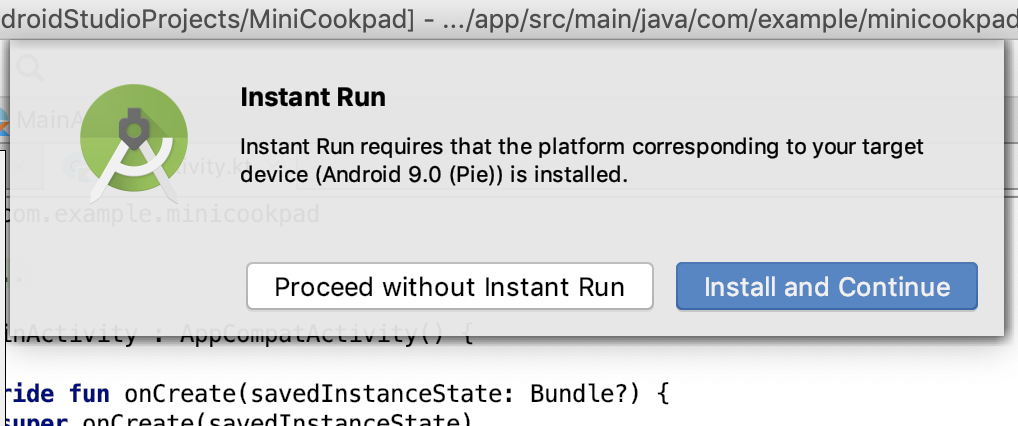 droidStudioProjects/MiniCookpad] - .../app/src/main/java/com/example/minicookpad
Instant Run
MainA
Instant Run requires that the platform corresponding to your target
device (Android 9.0 (Pie)) is installed.
ivity.kt
com.example.minicookpad
Proceed without Instant Run
Install and Continue
inActivity : AppCompatActivity() {
ride fun onCreate(savedInstanceState: Bundle?) {
super.onCreate(savedInstanceState)